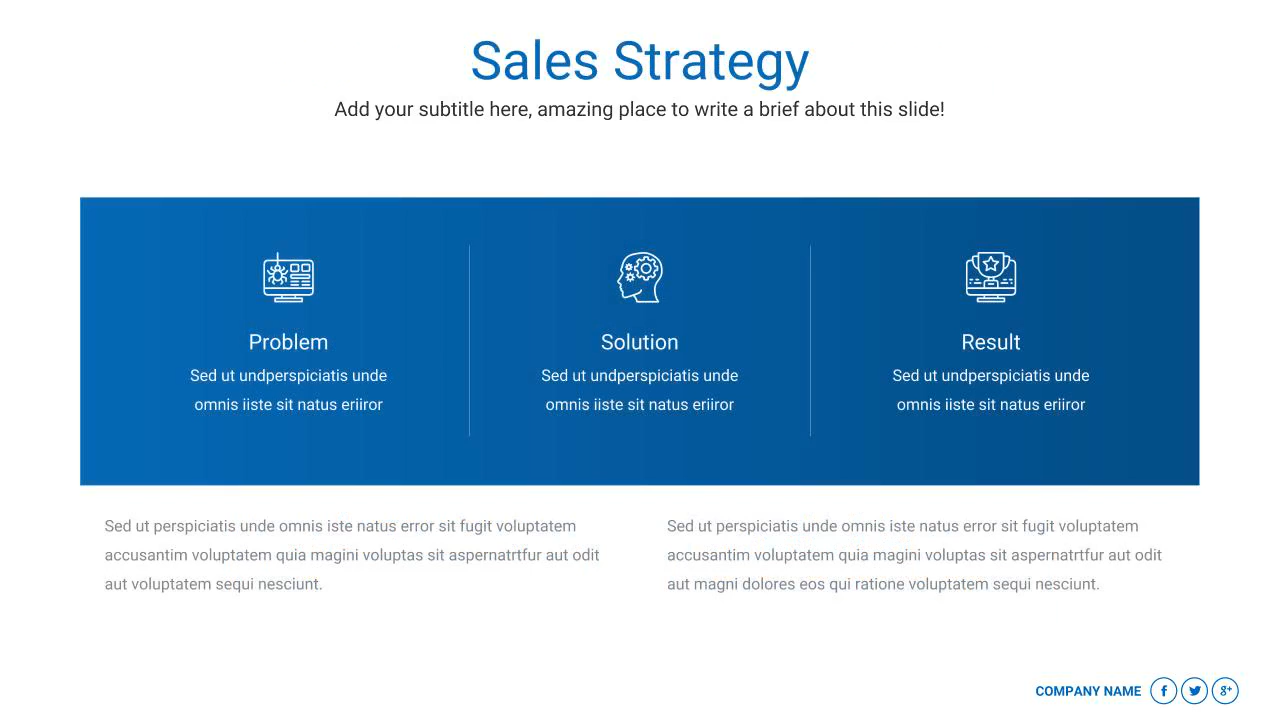 Sales Strategy
Add your subtitle here, amazing place to write a brief about this slide!
Problem
Sed ut undperspiciatis unde
omnis iiste sit natus eriiror
Solution
Sed ut undperspiciatis unde
omnis iiste sit natus eriiror
Result
Sed ut undperspiciatis unde
omnis iiste sit natus eriiror
Sed ut perspiciatis unde omnis iste natus error sit fugit voluptatem
accusantim voluptatem quia magini voluptas sit aspernatrtfur aut odit
aut voluptatem sequi nesciunt.
Sed ut perspiciatis unde omnis iste natus error sit fugit voluptatem
accusantim voluptatem quia magini voluptas sit aspernatrtfur aut odit
aut magni dolores eos qui ratione voluptatem sequi nesciunt.
COMPANY NAME